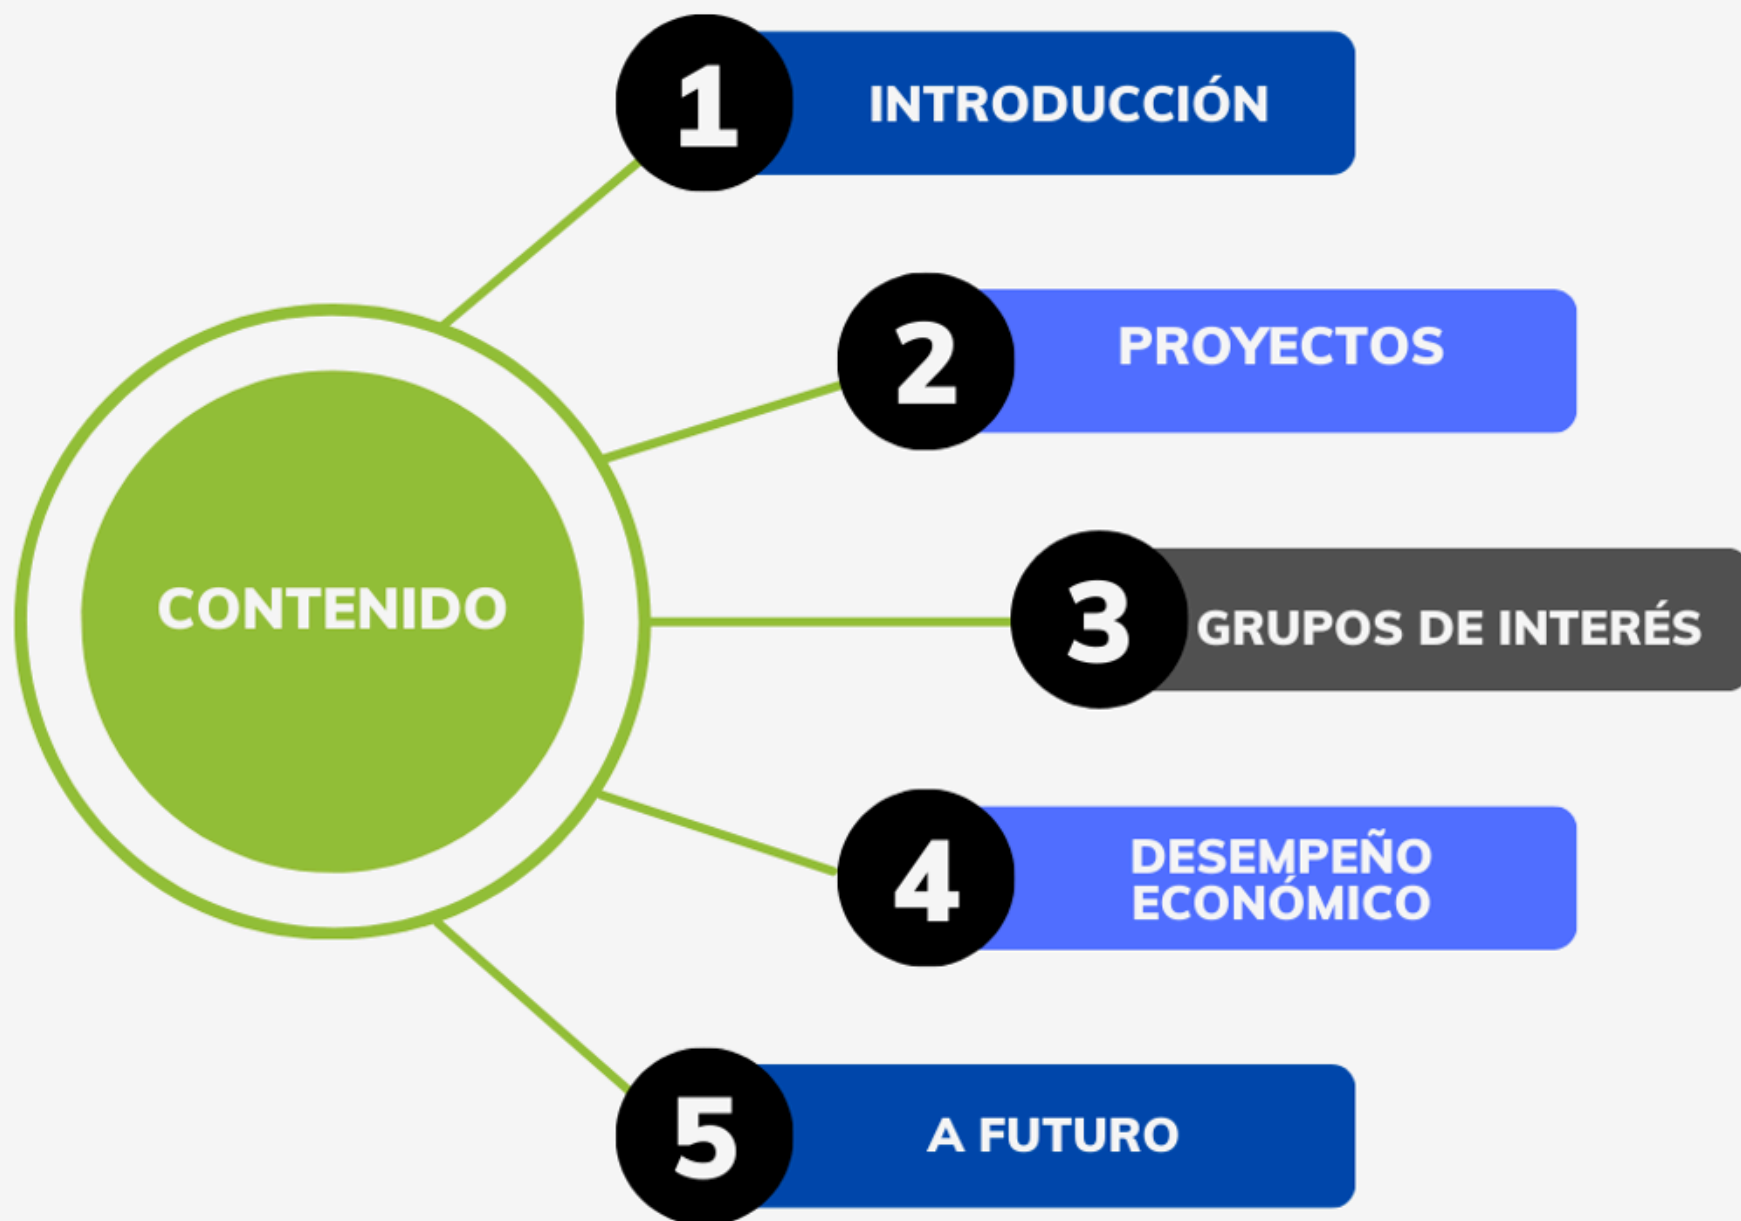 CONTENIDO
1
INTRODUCCIÓN
2
PROYECTOS
3
GRUPOS DE INTERÉS
4
DESEMPEÑO
ECONÓMICO
5
A FUTURO